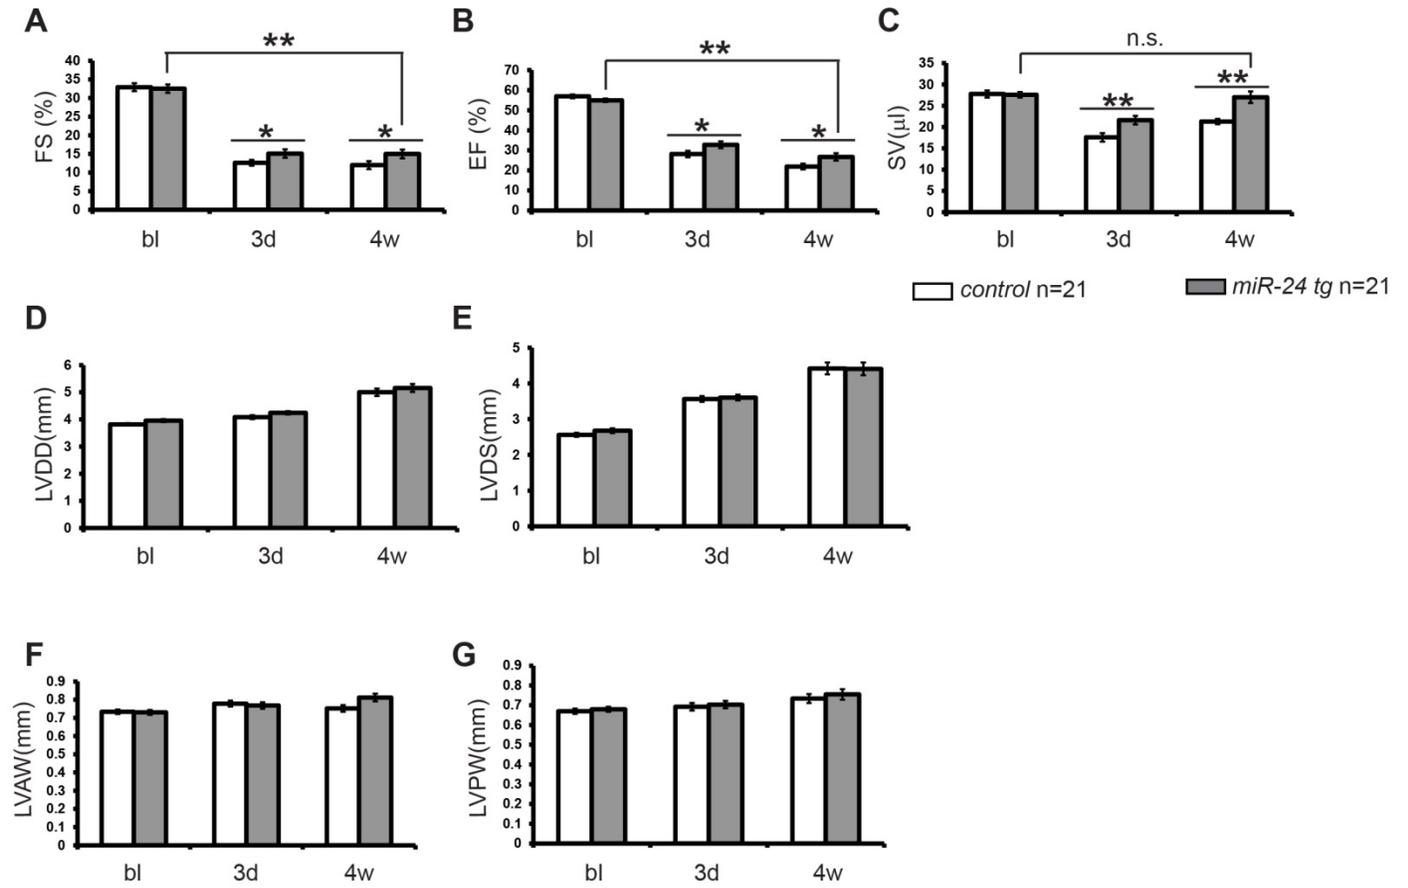 A
**
FS (%)
40
35
30
25
20
15
10
5
0
*
*
bl 3d 4w
B
**
EF (%)
70
60
50
40
30
20
10
0
*
*
bl 3d 4w
C
n.s.
SV(µl)
35
30
25
20
15
10
5
0
**
**
bl 3d 4w
control n=21
miR-24 tg n=21
D
LVDD(mm)
6
5
4
3
2
1
0
bl 3d 4w
E
LVDS(mm)
5
4
3
2
1
0
bl 3d 4w
F
LVAW(mm)
0.9
0.8
0.7
0.6
0.5
0.4
0.3
0.2
0.1
0
bl 3d 4w
G
LVPW(mm)
0.9
0.8
0.7
0.6
0.5
0.4
0.3
0.2
0.1
0
bl 3d 4w